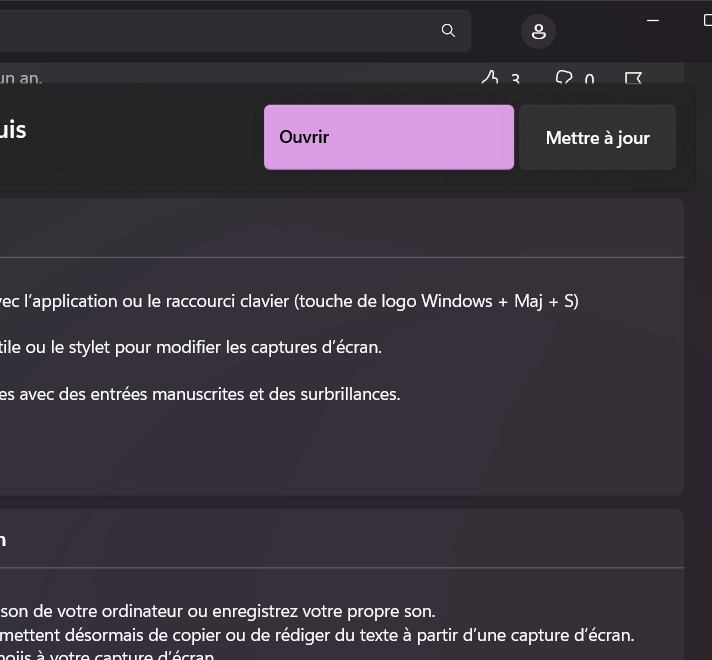 un an.
3 0
uis
Ouvrir
Mettre à jour
vec l’application ou le raccourci clavier (touche de logo Windows + Maj + S)
tile ou le stylet pour modifier les captures d’écran.
es avec des entrées manuscrites et des surbrillances.
n
son de votre ordinateur ou enregistrez votre propre son.
mettent désormais de copier ou de rédiger du texte à partir d’une capture d’écran.
mojis à votre capture d’écran